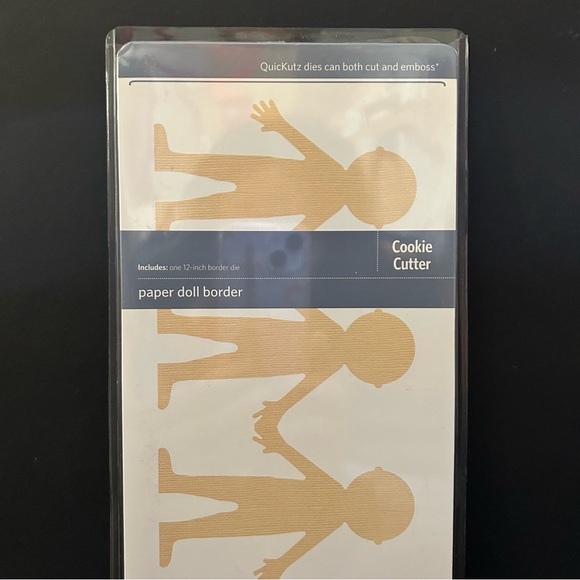 QuicKutz dies can both cut and emboss*
Cookie
Cutter
Includes: one 12-inch border die
paper doll border